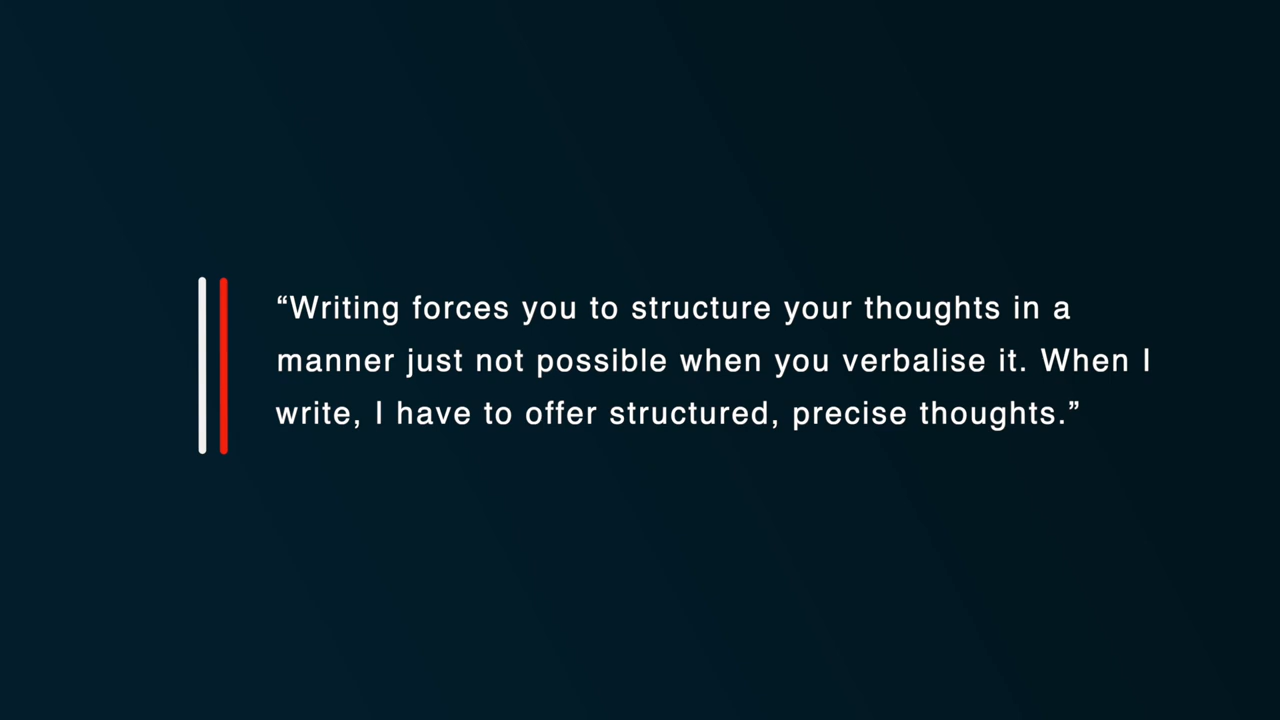 “Writing forces you to structure your thoughts in a
manner just not possible when you verbalise it. When I
write, I have to offer structured, precise thoughts.”